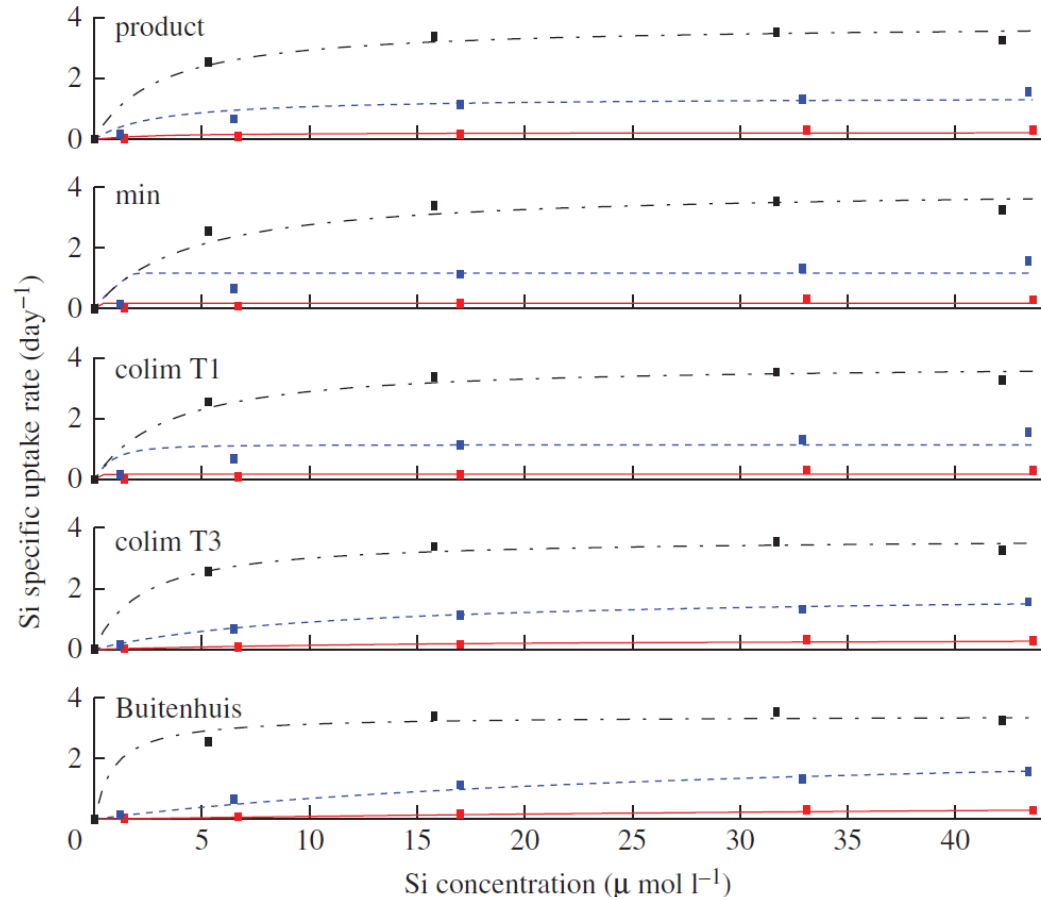 4
product
2
0
4
min
2
0
Si specific uptake rate (day⁻¹)
4
colim T1
2
0
4
colim T3
2
0
4
Buitenhuis
2
0
5 10 15 20 25 30 35 40
Si concentration (μ mol l⁻¹)